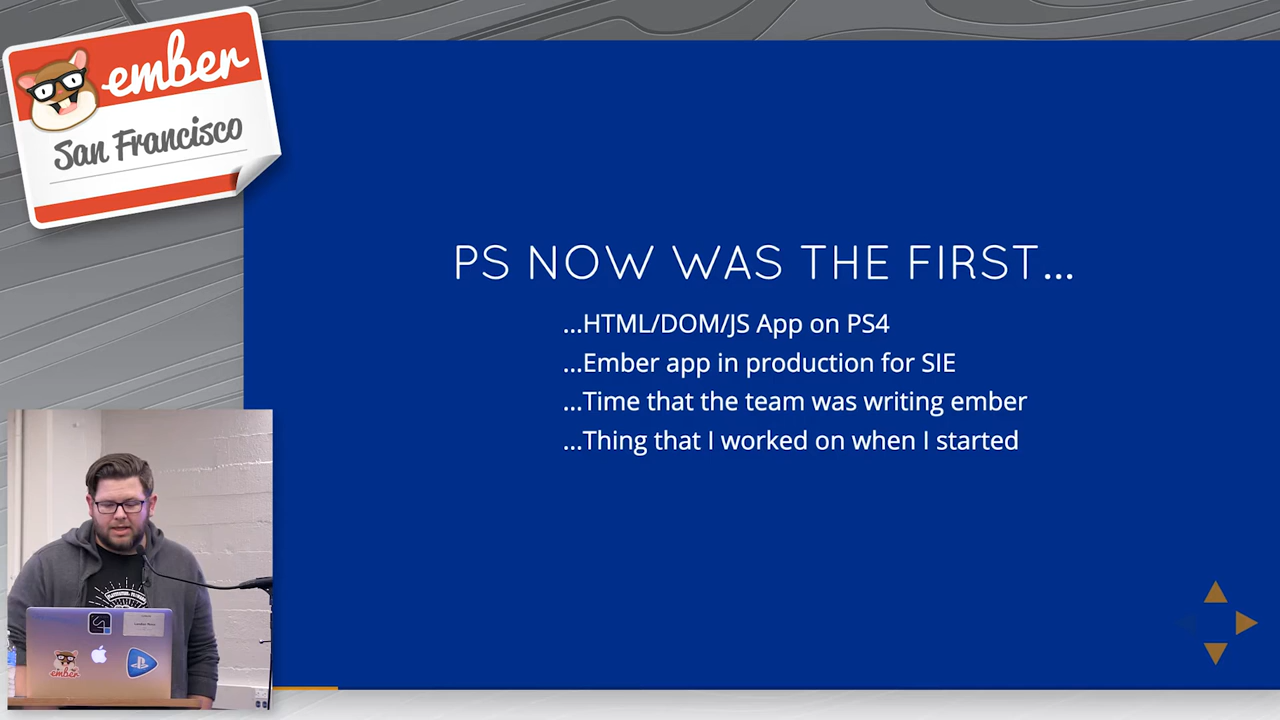 ember
San Francisco
PS NOW WAS THE FIRST...
...HTML/DOM/JS App on PS4
...Ember app in production for SIE
...Time that the team was writing ember
...Thing that I worked on when I started
ember